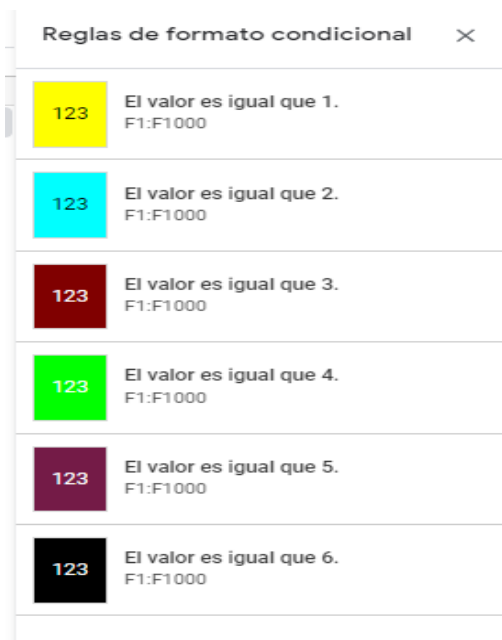 Reglas de formato condicional
123
El valor es igual que 1.
F1:F1000
123
El valor es igual que 2.
F1:F1000
123
El valor es igual que 3.
F1:F1000
123
El valor es igual que 4.
F1:F1000
123
El valor es igual que 5.
F1:F1000
123
El valor es igual que 6.
F1:F1000